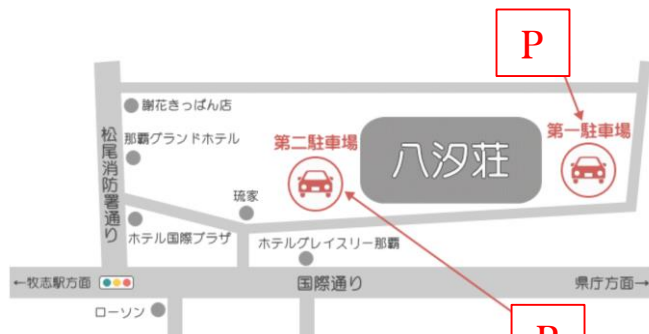 P
謝花きっぱん店
松尾消防署通り
那覇グランドホテル
第二駐車場
八汐荘
第一駐車場
琉家
ホテル国際プラザ
ホテルグレイスリー那覇
←牧志駅方面
国際通り
県庁方面→
ローソン
P